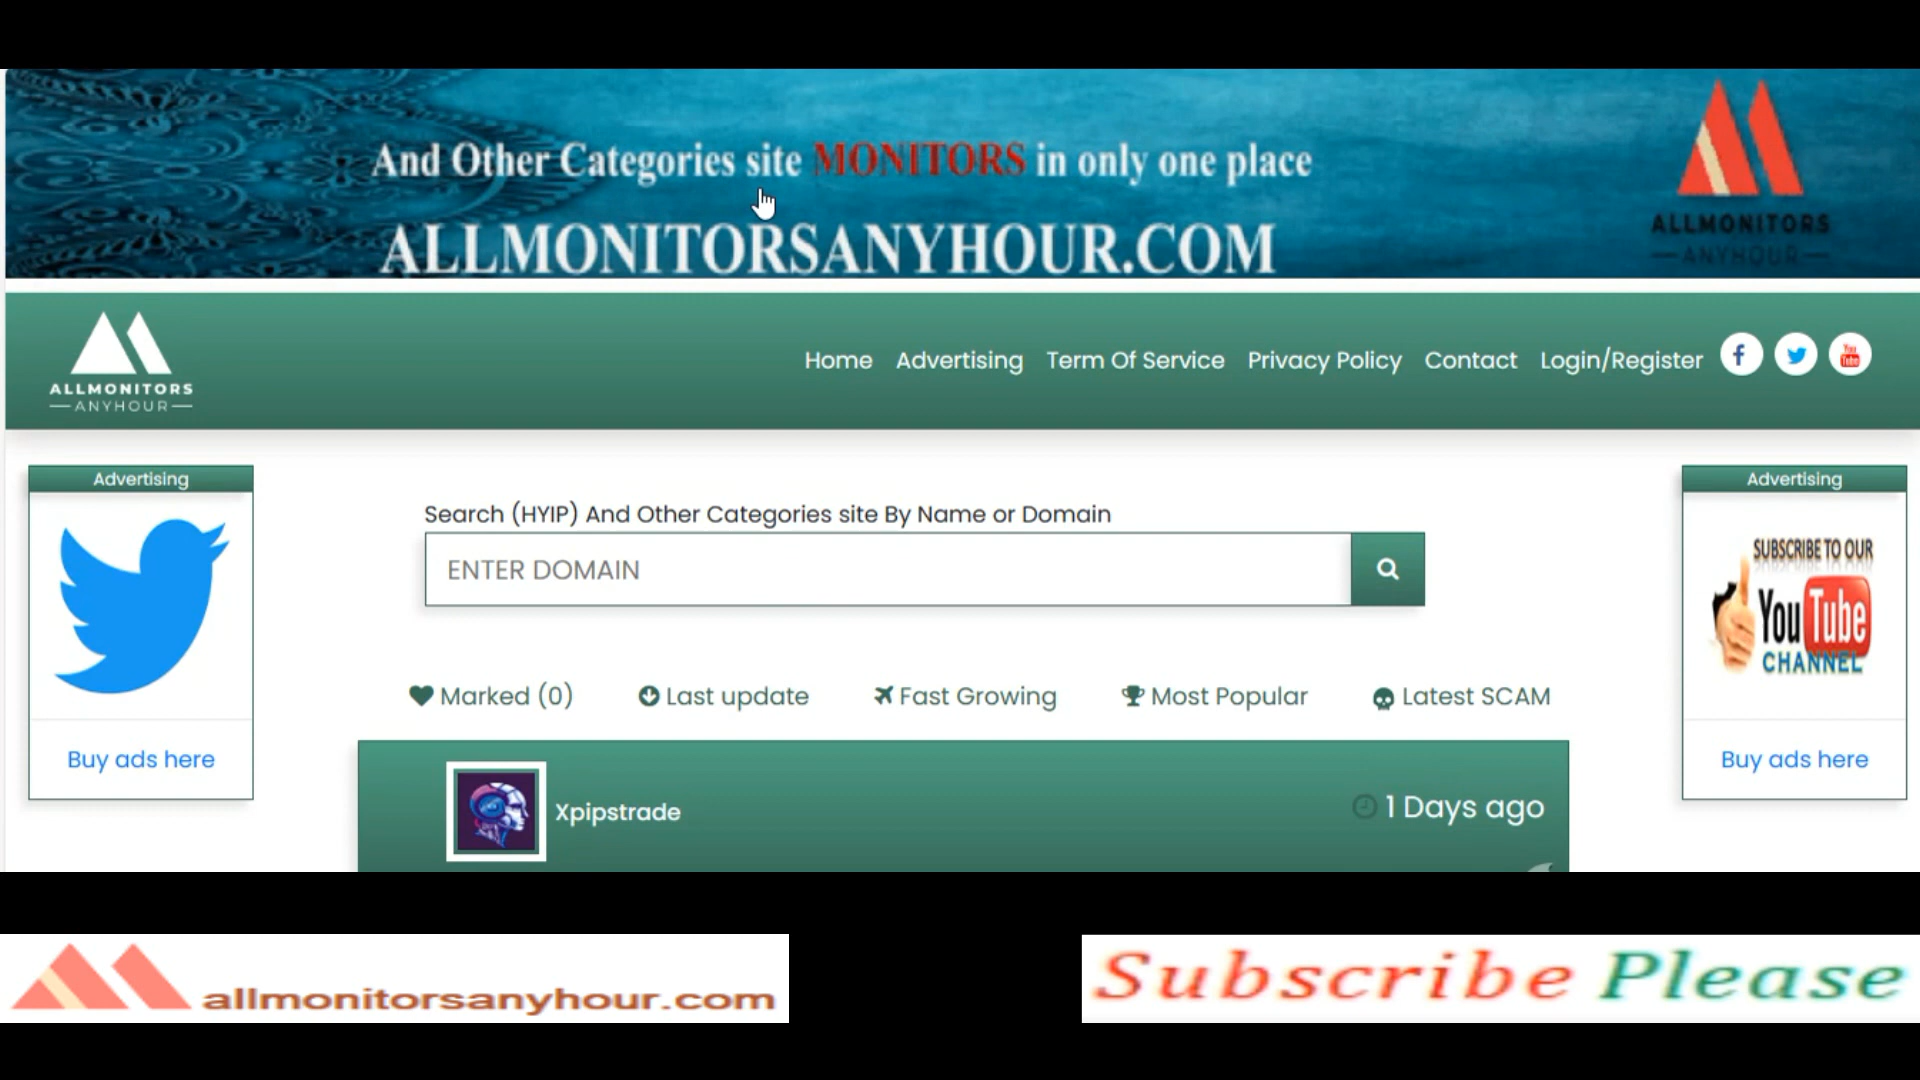 And Other Categories site MONITORS in only one place
ALLMONITORSANYHOUR.COM
ALLMONITORS
ANYHOUR
ALLMONITORS
ANYHOUR
Home Advertising Term Of Service Privacy Policy Contact Login/Register
You
Tube
Advertising
Buy ads here
Search (HYIP) And Other Categories site By Name or Domain
ENTER DOMAIN
Marked (0) Last update Fast Growing Most Popular Latest SCAM
Xpipstrade
1 Days ago
Advertising
SUBSCRIBE TO OUR
YouTube
CHANNEL
Buy ads here
allmonitorsanyhour.com
Subscribe Please